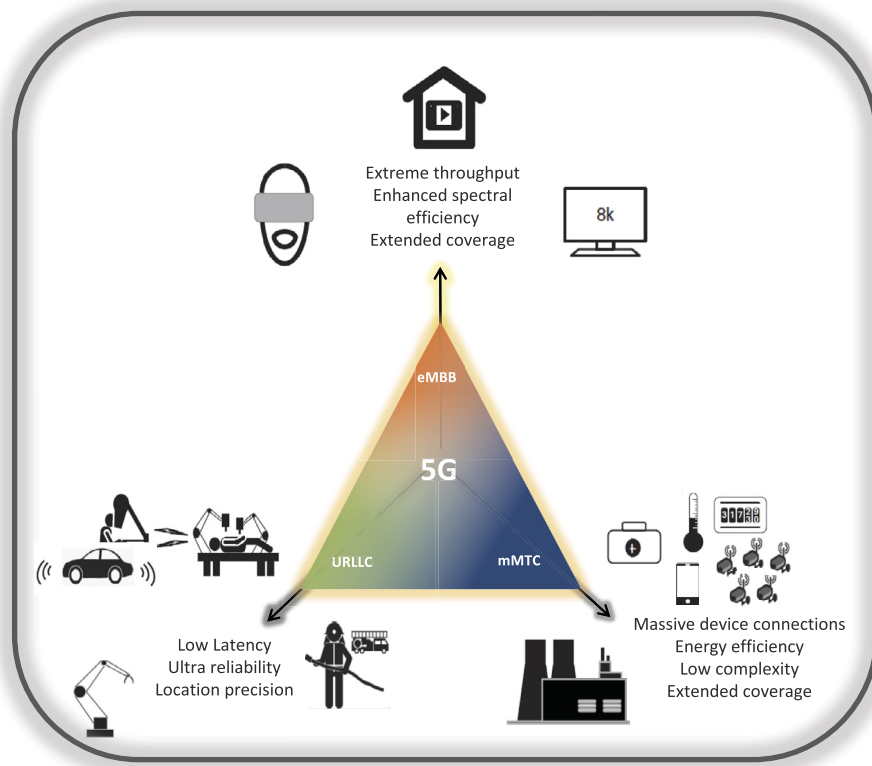 Extreme throughput
Enhanced spectral
efficiency
Extended coverage
8k
eMBB
5G
URLLC
mMTC
Low Latency
Ultra reliability
Location precision
Massive device connections
Energy efficiency
Low complexity
Extended coverage